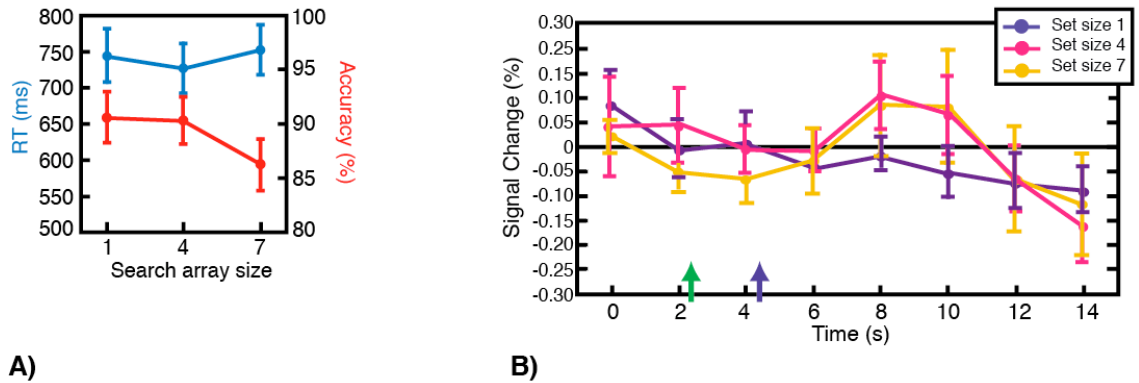 800
750
700
650
600
550
500
RT (ms)
100
95
90
85
80
Accuracy (%)
1 4 7
Search array size
A)
0.30
0.25
0.15
0.10
0.05
0
-0.05
-0.10
-0.15
-0.20
-0.25
-0.30
Signal Change (%)
Set size 1
Set size 4
Set size 7
0 2 4 6 8 10 12 14
Time (s)
B)